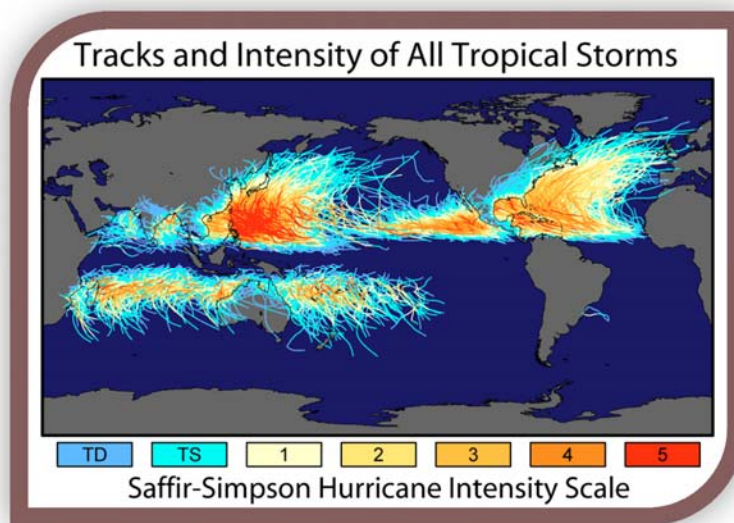 Tracks and Intensity of All Tropical Storms
TD TS 1 2 3 4 5
Saffir-Simpson Hurricane Intensity Scale